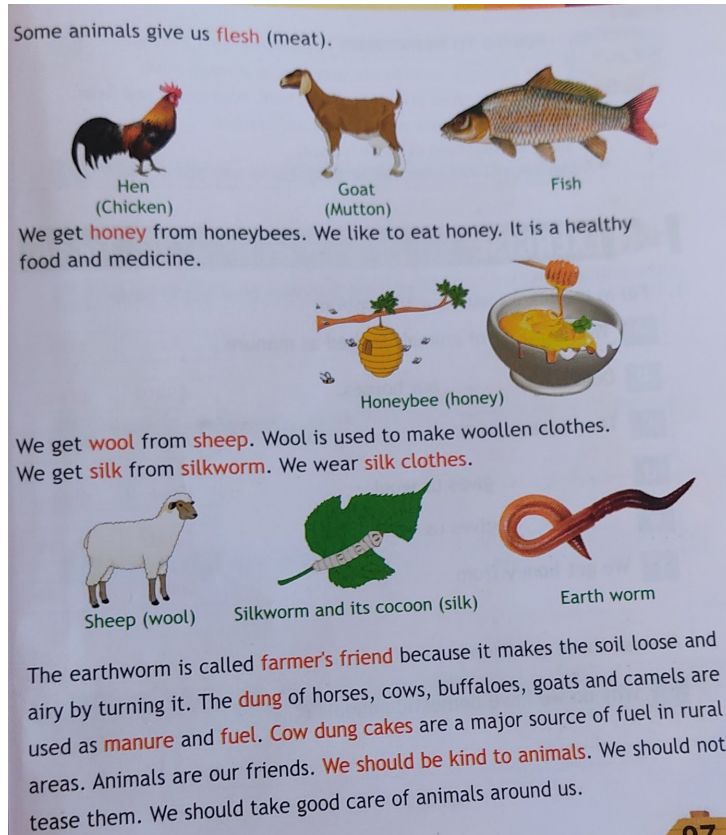 Some animals give us flesh (meat).
Hen
(Chicken)
Goat
(Mutton)
Fish
We get honey from honeybees. We like to eat honey. It is a healthy
food and medicine.
Honeybee (honey)
We get wool from sheep. Wool is used to make woollen clothes.
We get silk from silkworm. We wear silk clothes.
Sheep (wool)
Silkworm and its cocoon (silk)
Earth worm
The earthworm is called farmer's friend because it makes the soil loose and
airy by turning it. The dung of horses, cows, buffaloes, goats and camels are
used as manure and fuel. Cow dung cakes are a major source of fuel in rural
areas. Animals are our friends. We should be kind to animals. We should not
tease them. We should take good care of animals around us.